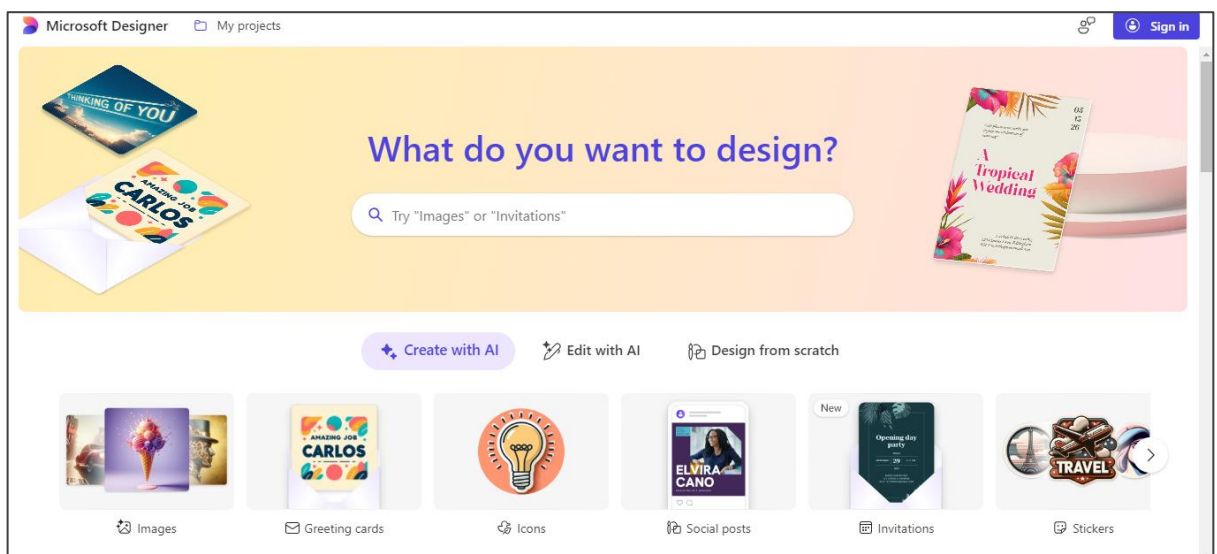 Microsoft Designer
My projects
Sign in
THINKING OF YOU
AMAZING JOB
CARLOS
What do you want to design?
Try "Images" or "Invitations"
03
15
26
A
Tropical
Wedding
Create with AI
Edit with AI
Design from scratch
AMAZING JOB
CARLOS
ELVIRA
CANO
New
Opening day
party
29
TRAVEL
Images
Greeting cards
Icons
Social posts
Invitations
Stickers